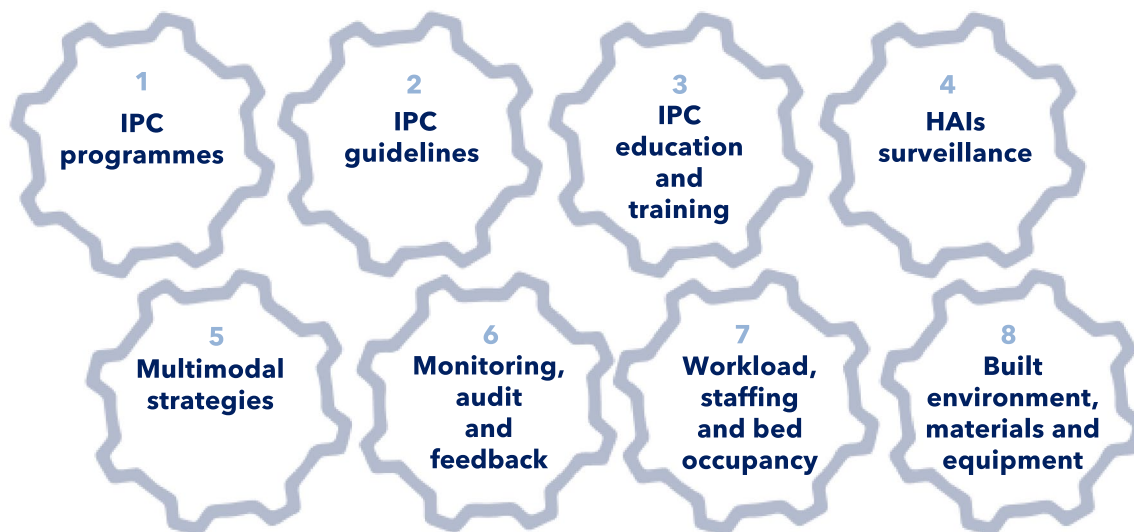 1
IPC
programmes
2
IPC
guidelines
3
IPC
education
and
training
4
HAIs
surveillance
5
Multimodal
strategies
6
Monitoring,
audit
and
feedback
7
Workload,
staffing
and bed
occupancy
8
Built
environment,
materials and
equipment